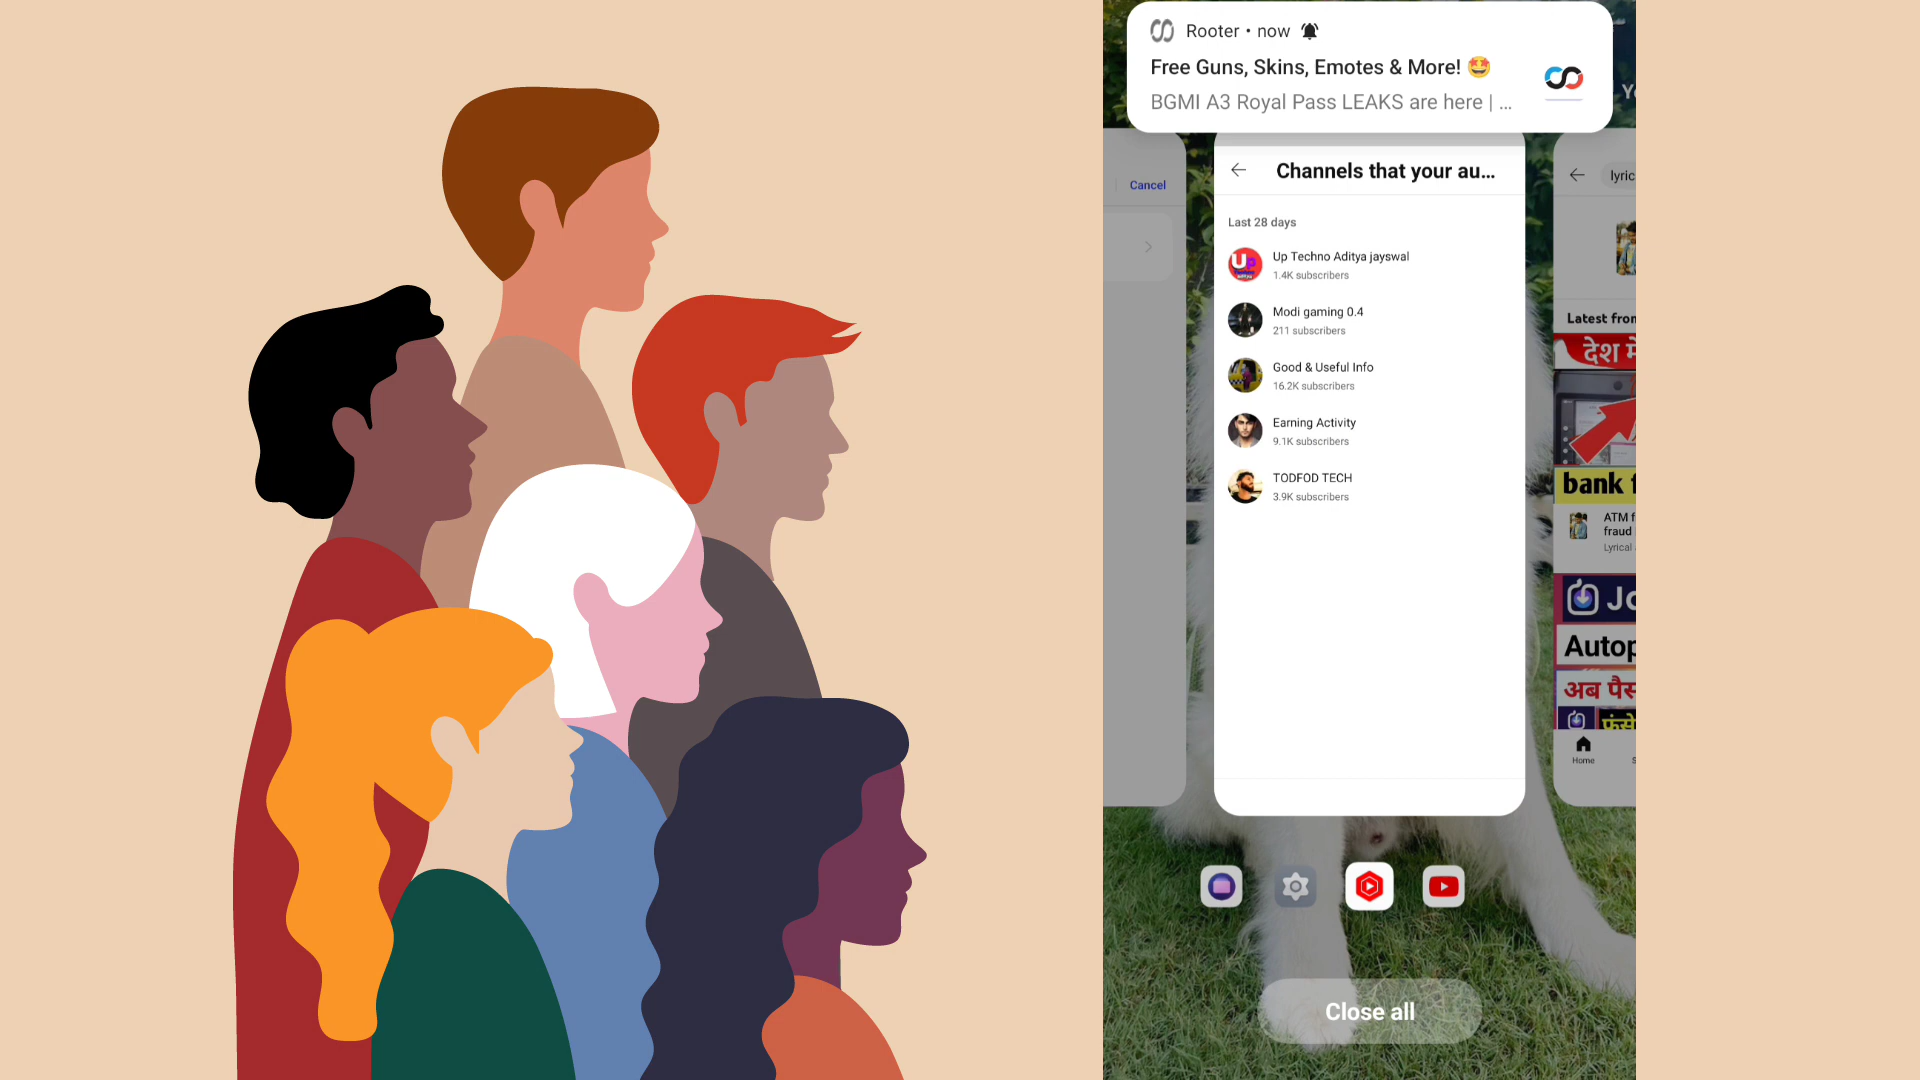 Rooter • now
Free Guns, Skins, Emotes & More! 🤩
BGMI A3 Royal Pass LEAKS are here | ...
Cancel
Channels that your au...
Last 28 days
Up Techno Aditya jayswal
1.4K subscribers
Modi gaming 0.4
211 subscribers
Good & Useful Info
16.2K subscribers
Earning Activity
9.1K subscribers
TODFOD TECH
3.9K subscribers
Latest from
देश में
bank
ATM f
fraud
Lyrical
Autop
अब पैस
Home
Close all